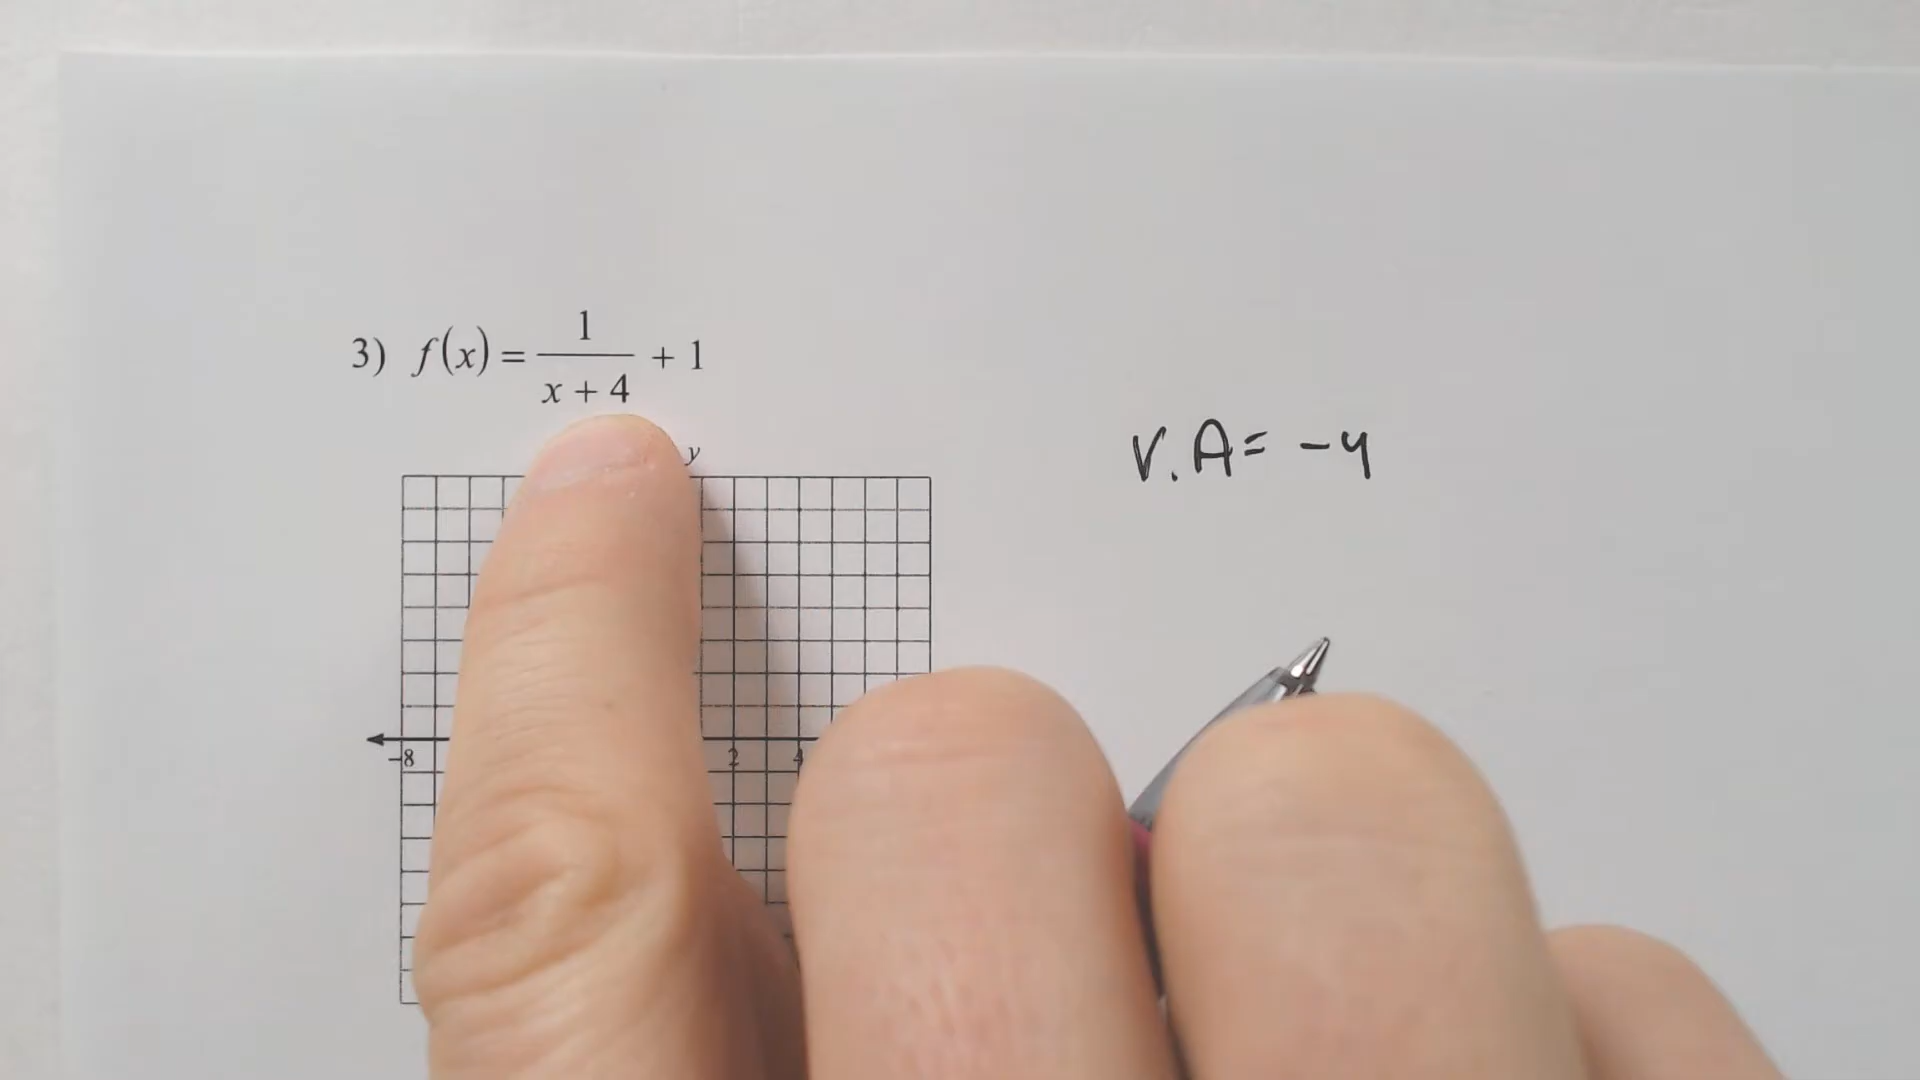 3) f(x) = 1/(x + 4) + 1
V.A = -4
y
-8 2 4